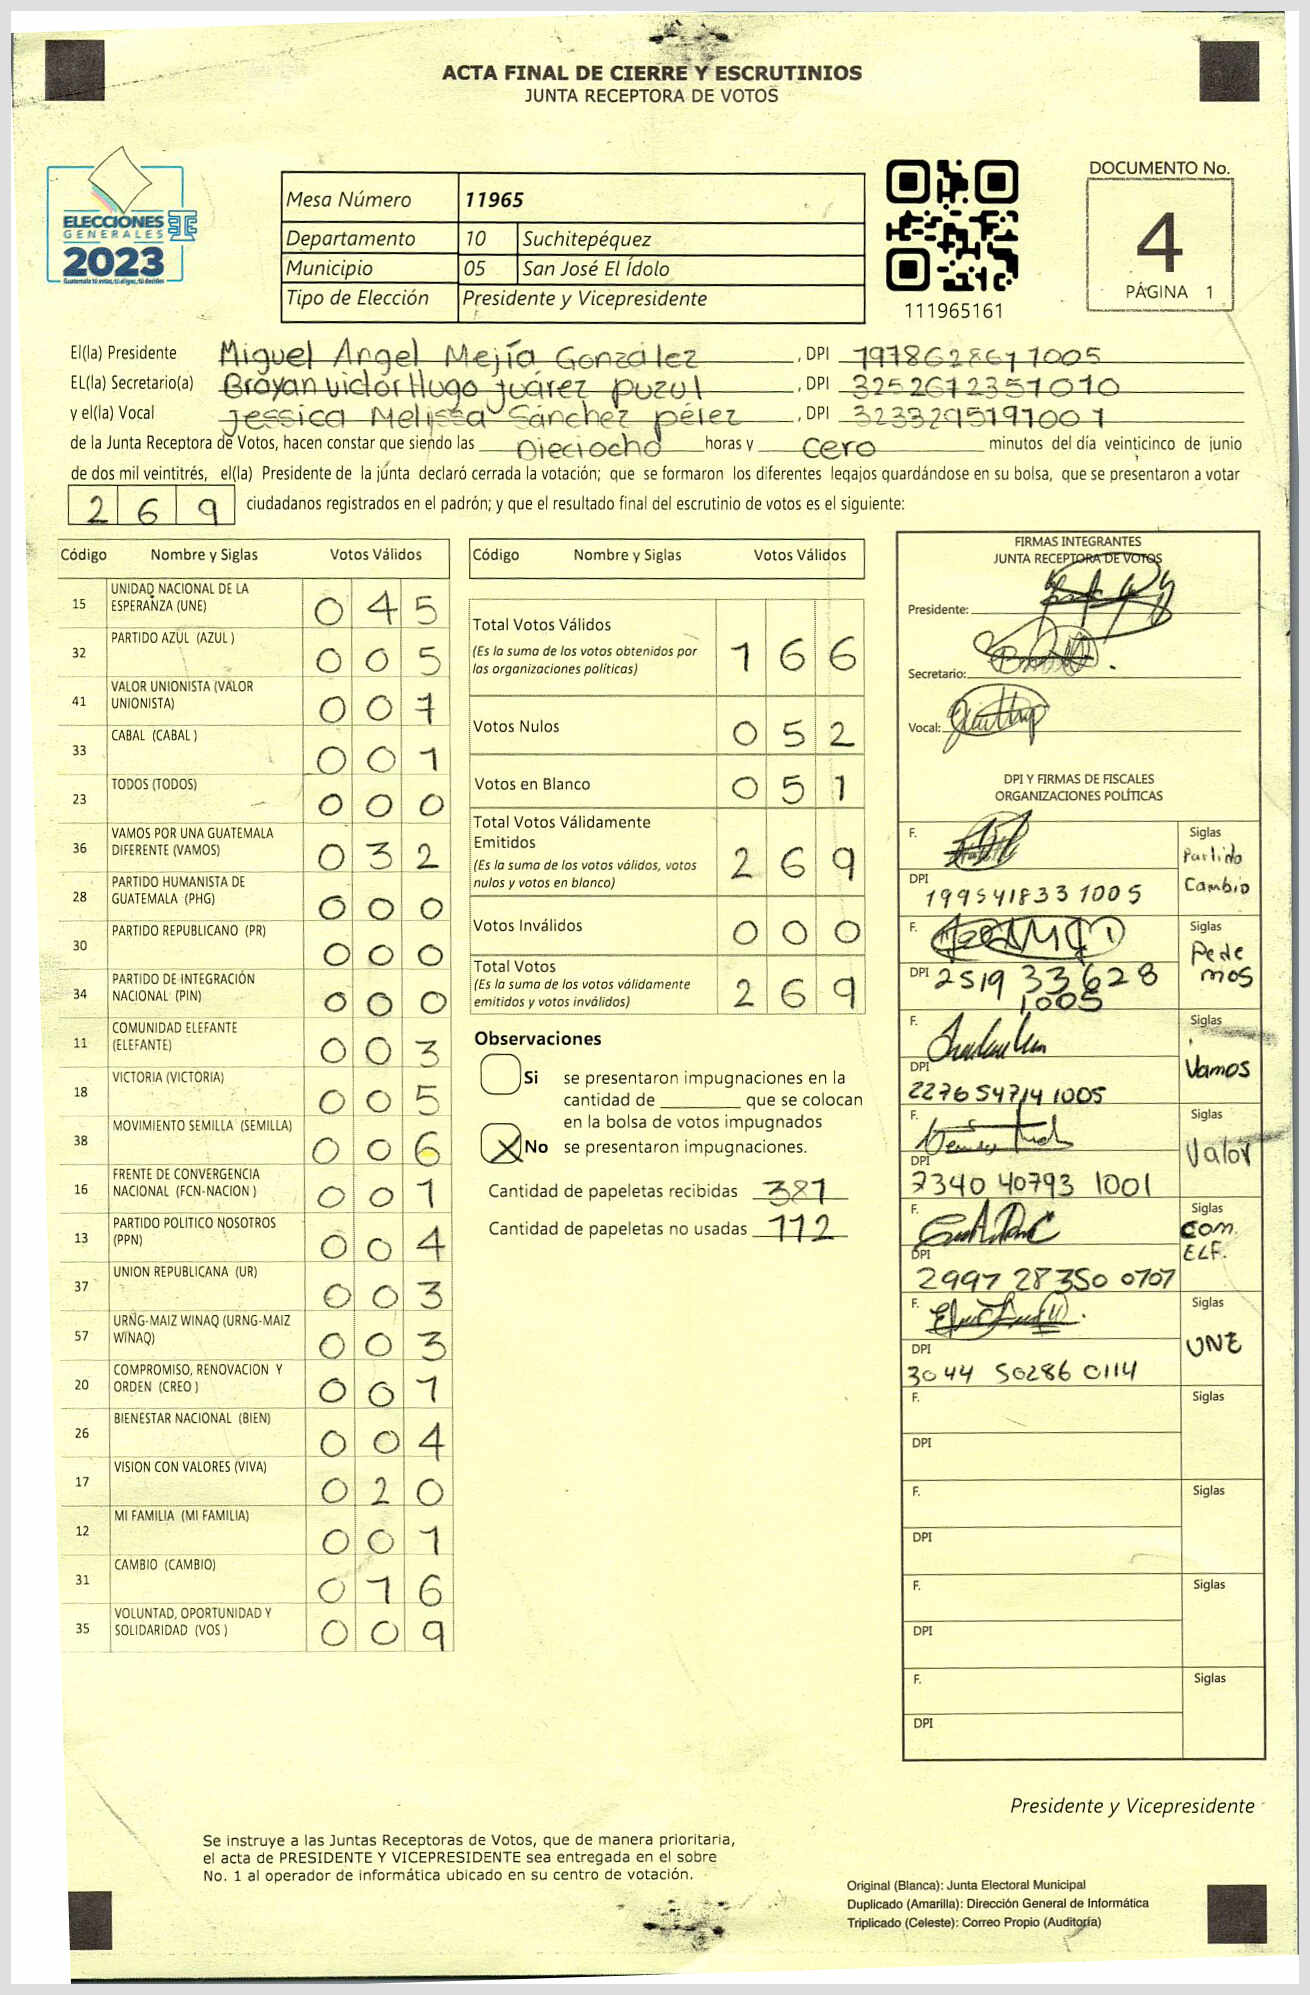 ACTA FINAL DE CIERRE Y ESCRUTINIOS
JUNTA RECEPTORA DE VOTOS
ELECCIONES
GENERALES
2023
Guatemala tú votas, tú eliges, tú decides
Mesa Número 11965
Departamento 10 Suchitepéquez
Municipio 05 San José El Ídolo
Tipo de Elección Presidente y Vicepresidente
111965161
DOCUMENTO No.
4
PÁGINA 1
El(la) Presidente Miguel Angel Mejía González , DPI 1978628611005
EL(la) Secretario(a) Brayan victor Hugo Juárez puzul , DPI 3252612351010
y el(la) Vocal Jessica Melissa Sánchez pérez , DPI 3233295191001
de la Junta Receptora de Votos, hacen constar que siendo las Dieciocho horas y cero minutos del día veinticinco de junio
de dos mil veintitrés, el(la) Presidente de la junta declaró cerrada la votación; que se formaron los diferentes legajos guardándose en su bolsa, que se presentaron a votar
269 ciudadanos registrados en el padrón; y que el resultado final del escrutinio de votos es el siguiente:
Código Nombre y Siglas Votos Válidos
15 UNIDAD NACIONAL DE LA ESPERANZA (UNE) 045
32 PARTIDO AZUL (AZUL ) 005
41 VALOR UNIONISTA (VALOR UNIONISTA) 007
33 CABAL (CABAL ) 001
23 TODOS (TODOS) 000
36 VAMOS POR UNA GUATEMALA DIFERENTE (VAMOS) 032
28 PARTIDO HUMANISTA DE GUATEMALA (PHG) 000
30 PARTIDO REPUBLICANO (PR) 000
34 PARTIDO DE INTEGRACIÓN NACIONAL (PIN) 000
11 COMUNIDAD ELEFANTE (ELEFANTE) 003
18 VICTORIA (VICTORIA) 005
38 MOVIMIENTO SEMILLA (SEMILLA) 006
16 FRENTE DE CONVERGENCIA NACIONAL (FCN-NACION ) 001
13 PARTIDO POLITICO NOSOTROS (PPN) 004
37 UNION REPUBLICANA (UR) 003
57 URNG-MAIZ WINAQ (URNG-MAIZ WINAQ) 003
20 COMPROMISO, RENOVACION Y ORDEN (CREO ) 001
26 BIENESTAR NACIONAL (BIEN) 004
17 VISION CON VALORES (VIVA) 020
12 MI FAMILIA (MI FAMILIA) 001
31 CAMBIO (CAMBIO) 016
35 VOLUNTAD, OPORTUNIDAD Y SOLIDARIDAD (VOS ) 009
Código Nombre y Siglas Votos Válidos
Total Votos Válidos 166
(Es la suma de los votos obtenidos por
las organizaciones políticas)
Votos Nulos 052
Votos en Blanco 051
Total Votos Válidamente
Emitidos 269
(Es la suma de los votos válidos, votos
nulos y votos en blanco)
Votos Inválidos 000
Total Votos 269
(Es la suma de los votos válidamente
emitidos y votos inválidos)
Observaciones
Si se presentaron impugnaciones en la
cantidad de ________ que se colocan
en la bolsa de votos impugnados
X No se presentaron impugnaciones.
Cantidad de papeletas recibidas 381
Cantidad de papeletas no usadas 112
FIRMAS INTEGRANTES
JUNTA RECEPTORA DE VOTOS
Presidente:
Secretario:
Vocal:
DPI Y FIRMAS DE FISCALES
ORGANIZACIONES POLÍTICAS
F. Siglas Partido Cambio
DPI 199541833 1005
F. Siglas Pode mos
DPI 2519 33628 1005
F. Siglas Vamos
DPI 2276 54714 1005
F. Siglas Valor
DPI 2340 40793 1001
F. Siglas com. ELF.
DPI 2997 28350 0707
F. Siglas UNE
DPI 3044 50286 0114
F. Siglas
DPI
F. Siglas
DPI
F. Siglas
DPI
F. Siglas
DPI
Presidente y Vicepresidente
Se instruye a las Juntas Receptoras de Votos, que de manera prioritaria,
el acta de PRESIDENTE Y VICEPRESIDENTE sea entregada en el sobre
No. 1 al operador de informática ubicado en su centro de votación.
Original (Blanca): Junta Electoral Municipal
Duplicado (Amarilla): Dirección General de Informática
Triplicado (Celeste): Correo Propio (Auditoría)